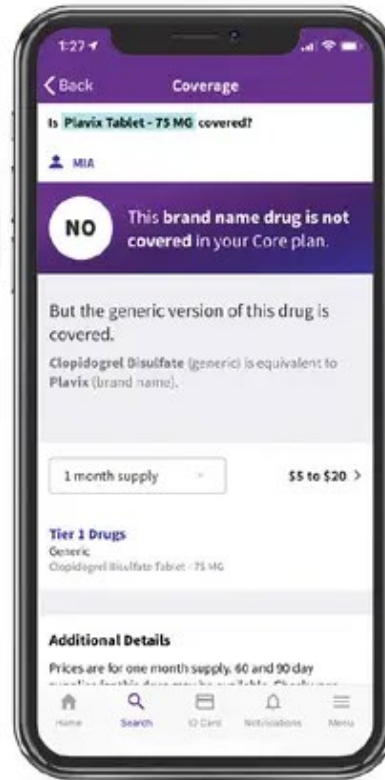 1:27
Back
Coverage
Is Plavix Tablet - 75 MG covered?
MIA
NO
This brand name drug is not
covered in your Core plan.
But the generic version of this drug is
covered.
Clopidogrel Bisulfate (generic) is equivalent to
Plavix (brand name).
1 month supply
$5 to $20 >
Tier 1 Drugs
Generic
Clopidogrel Bisulfate Tablet - 75 MG
Additional Details
Prices are for one month supply. 60 and 90 day
Home
Search
ID Card
Notifications
Menu